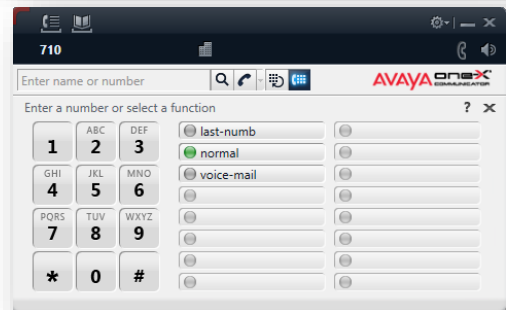 710
Enter name or number
AVAYA one-X
COMMUNICATOR
Enter a number or select a function ?
1 ABC 2 DEF 3
GHI 4 JKL 5 MNO 6
PQRS 7 TUV 8 WXYZ 9
* 0 #
last-numb
normal
voice-mail